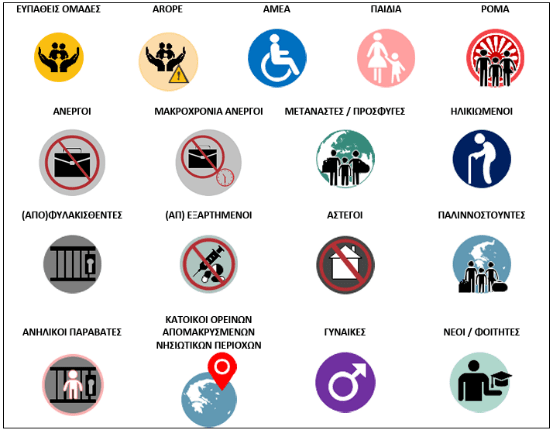 ΕΥΠΑΘΕΙΣ ΟΜΑΔΕΣ
AROPE
ΑΜΕΑ
ΠΑΙΔΙΑ
ΡΟΜΑ
ΑΝΕΡΓΟΙ
ΜΑΚΡΟΧΡΟΝΙΑ ΑΝΕΡΓΟΙ
ΜΕΤΑΝΑΣΤΕΣ / ΠΡΟΣΦΥΓΕΣ
ΗΛΙΚΙΩΜΕΝΟΙ
(ΑΠΟ)ΦΥΛΑΚΙΣΘΕΝΤΕΣ
(ΑΠ) ΕΞΑΡΤΗΜΕΝΟΙ
ΑΣΤΕΓΟΙ
ΠΑΛΙΝΝΟΣΤΟΥΝΤΕΣ
ΑΝΗΛΙΚΟΙ ΠΑΡΑΒΑΤΕΣ
ΚΑΤΟΙΚΟΙ ΟΡΕΙΝΩΝ
ΑΠΟΜΑΚΡΥΣΜΕΝΩΝ
ΝΗΣΙΩΤΙΚΩΝ ΠΕΡΙΟΧΩΝ
ΓΥΝΑΙΚΕΣ
ΝΕΟΙ / ΦΟΙΤΗΤΕΣ